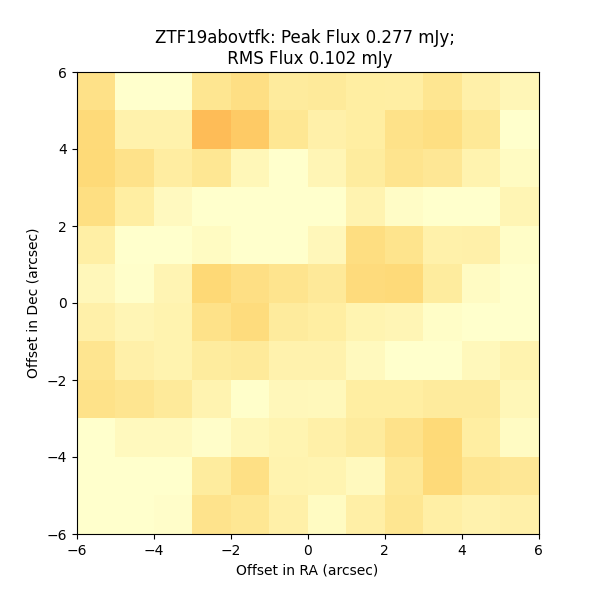 ZTF19abovtfk: Peak Flux 0.277 mJy;
RMS Flux 0.102 mJy
6
4
2
0
−2
−4
−6
Offset in Dec (arcsec)
−6 −4 −2 0 2 4 6
Offset in RA (arcsec)